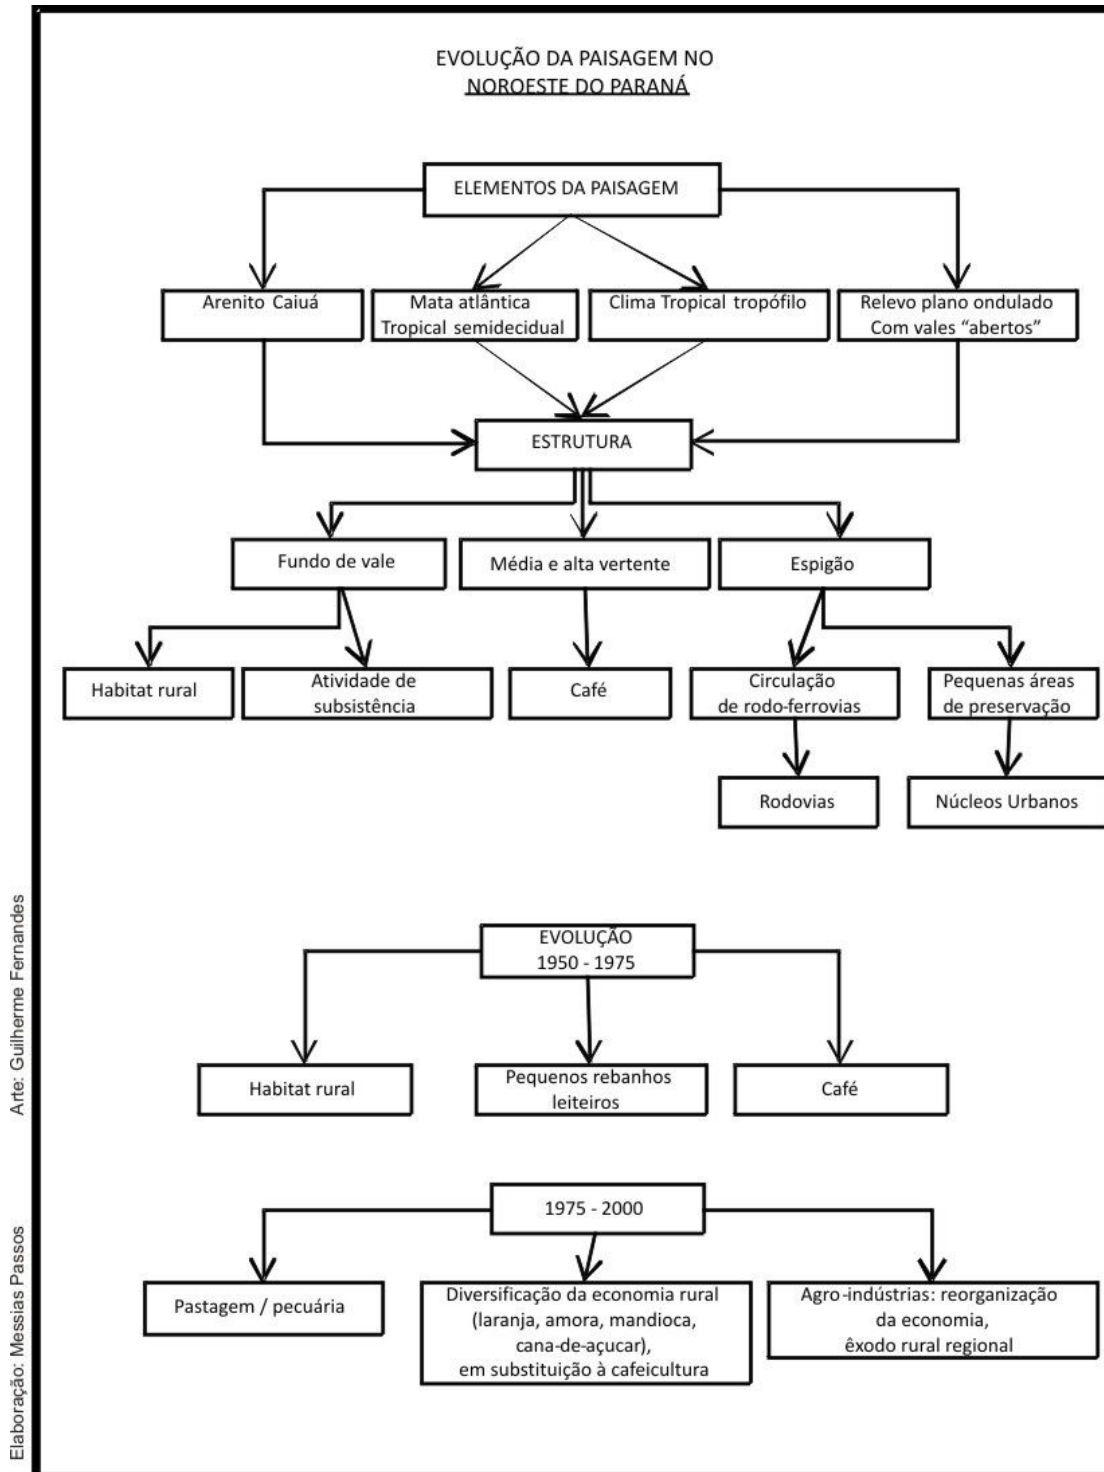 EVOLUÇÃO DA PAISAGEM NO
NOROESTE DO PARANÁ
ELEMENTOS DA PAISAGEM
Arenito Caiuá
Mata atlântica
Tropical semidecidual
Clima Tropical tropófilo
Relevo plano ondulado
Com vales “abertos”
ESTRUTURA
Fundo de vale
Média e alta vertente
Espigão
Habitat rural
Atividade de
subsistência
Café
Circulação
de rodo-ferrovias
Pequenas áreas
de preservação
Rodovias
Núcleos Urbanos
EVOLUÇÃO
1950 - 1975
Habitat rural
Pequenos rebanhos
leiteiros
Café
1975 - 2000
Pastagem / pecuária
Diversificação da economia rural
(laranja, amora, mandioca,
cana-de-açucar),
em substituição à cafeicultura
Agro-indústrias: reorganização
da economia,
êxodo rural regional
Elaboração: Messias Passos
Arte: Guilherme Fernandes